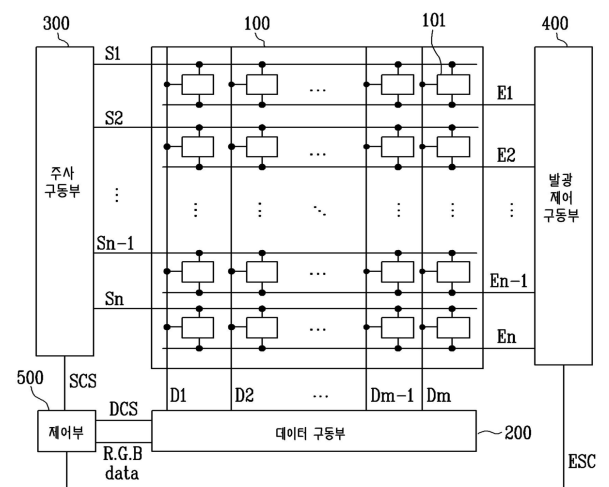 300
100
101
400
S1
E1
S2
E2
주사
구동부
발광
제어
구동부
...
Sn-1
En-1
Sn
En
500
SCS
D1
D2
...
Dm-1
Dm
제어부
DCS
R.G.B
data
데이터 구동부
200
ESC